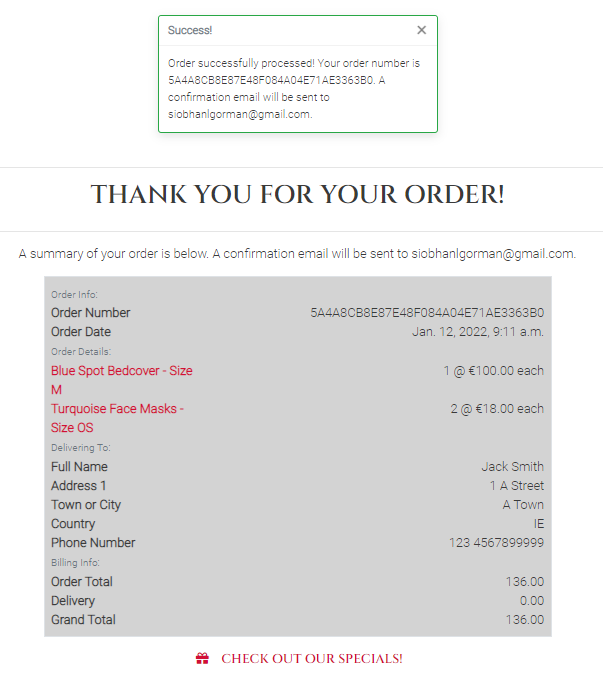 Success! ×
Order successfully processed! Your order number is
5A4A8CB8E87E48F084A04E71AE3363B0. A
confirmation email will be sent to
siobhanlgorman@gmail.com.
THANK YOU FOR YOUR ORDER!
A summary of your order is below. A confirmation email will be sent to siobhanlgorman@gmail.com.
Order Info:
Order Number 5A4A8CB8E87E48F084A04E71AE3363B0
Order Date Jan. 12, 2022, 9:11 a.m.
Order Details:
Blue Spot Bedcover - Size 1 @ €100.00 each
M
Turquoise Face Masks - 2 @ €18.00 each
Size OS
Delivering To:
Full Name Jack Smith
Address 1 1 A Street
Town or City A Town
Country IE
Phone Number 123 4567899999
Billing Info:
Order Total 136.00
Delivery 0.00
Grand Total 136.00
CHECK OUT OUR SPECIALS!